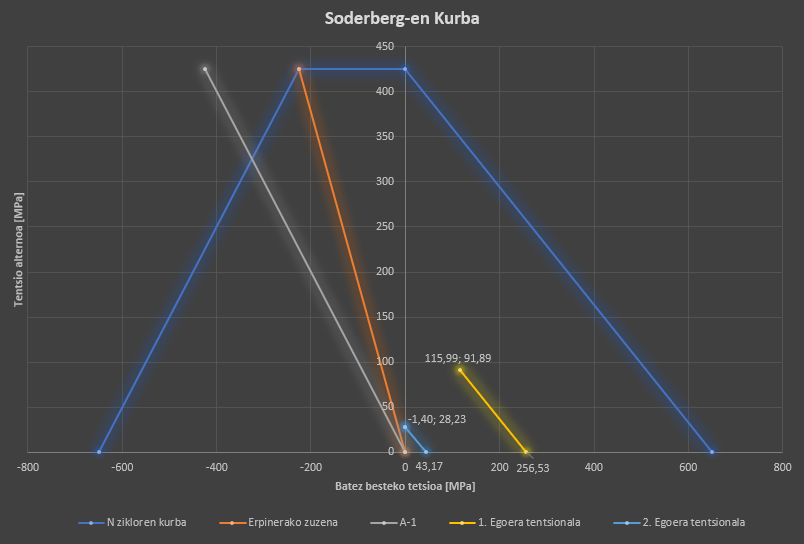 Soderberg-en Kurba
450
400
350
300
250
200
150
100
50
0
Tentsio alternoa [MPa]
115,99; 91,89
-1,40; 28,23
-800 -600 -400 -200 0 43,17 200 256,53 400 600 800
Batez besteko tetsioa [MPa]
N zikloren kurba Erpinerako zuzena A-1 1. Egoera tentsionala 2. Egoera tentsionala